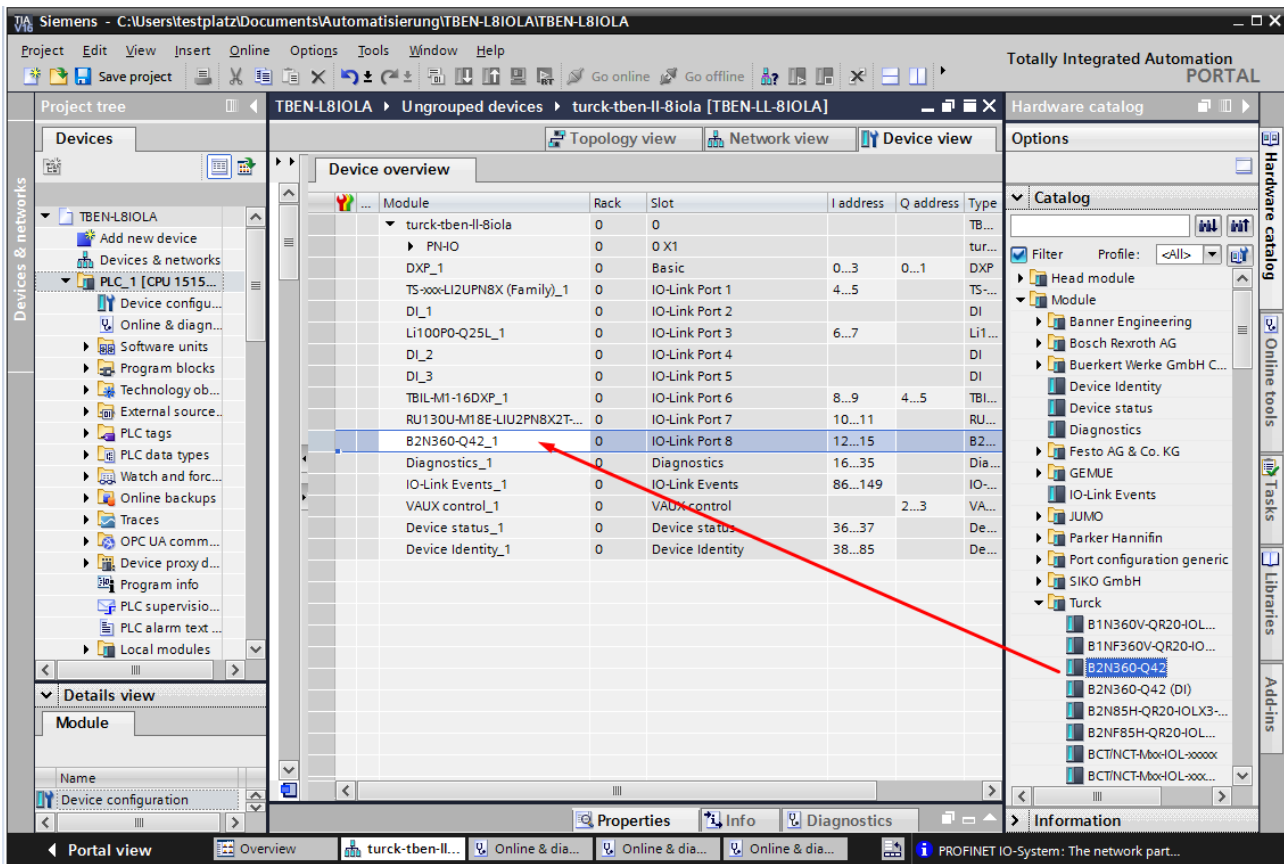 Siemens - C:\Users\testplatz\Documents\Automatisierung\TBEN-L8IOLA\TBEN-L8IOLA
TIA V16
Project Edit View Insert Online Options Tools Window Help
Totally Integrated Automation
PORTAL
Save project Go online Go offline
Project tree
TBEN-L8IOLA Ungrouped devices turck-tben-ll-8iola [TBEN-LL-8IOLA]
Hardware catalog
Devices
Topology view Network view Device view
Options
Device overview
Devices & networks
TBEN-L8IOLA
Add new device
Devices & networks
PLC_1 [CPU 1515...
Device configu...
Online & diagn...
Software units
Program blocks
Technology ob...
External source..
PLC tags
PLC data types
Watch and forc...
Online backups
Traces
OPC UA comm...
Device proxy d...
Program info
PLC supervisio...
PLC alarm text ...
Local modules
Details view
Module
Name
Device configuration
... Module Rack Slot I address Q address Type
turck-tben-ll-8iola 0 0 TB...
PN-IO 0 0 X1 tur...
DXP_1 0 Basic 0...3 0...1 DXP
TS-xxx-LI2UPN8X (Family)_1 0 IO-Link Port 1 4...5 TS-...
DI_1 0 IO-Link Port 2 DI
Li100P0-Q25L_1 0 IO-Link Port 3 6...7 Li1...
DI_2 0 IO-Link Port 4 DI
DI_3 0 IO-Link Port 5 DI
TBIL-M1-16DXP_1 0 IO-Link Port 6 8...9 4...5 TBI...
RU130U-M18E-LIU2PN8X2T-... 0 IO-Link Port 7 10...11 RU...
B2N360-Q42_1 0 IO-Link Port 8 12...15 B2...
Diagnostics_1 0 Diagnostics 16...35 Dia...
IO-Link Events_1 0 IO-Link Events 86...149 IO-...
VAUX control_1 0 VAUX control 2...3 VA...
Device status_1 0 Device status 36...37 De...
Device Identity_1 0 Device Identity 38...85 De...
Catalog
Filter Profile: <All>
Head module
Module
Banner Engineering
Bosch Rexroth AG
Buerkert Werke GmbH C...
Device Identity
Device status
Diagnostics
Festo AG & Co. KG
GEMUE
IO-Link Events
JUMO
Parker Hannifin
Port configuration generic
SIKO GmbH
Turck
B1N360V-QR20-IOL...
B1NF360V-QR20-IO...
B2N360-Q42
B2N360-Q42 (DI)
B2N85H-QR20-IOLX3-...
B2NF85H-QR20-IOL...
BCT/NCT-Mxx-IOL-xxxxx
BCT/NCT-Mxx-IOL-xxx...
Information
Hardware catalog
Online tools
Tasks
Libraries
Add-ins
Properties Info Diagnostics
Portal view Overview turck-tben-ll... Online & dia... Online & dia... Online & dia... PROFINET IO-System: The network part...